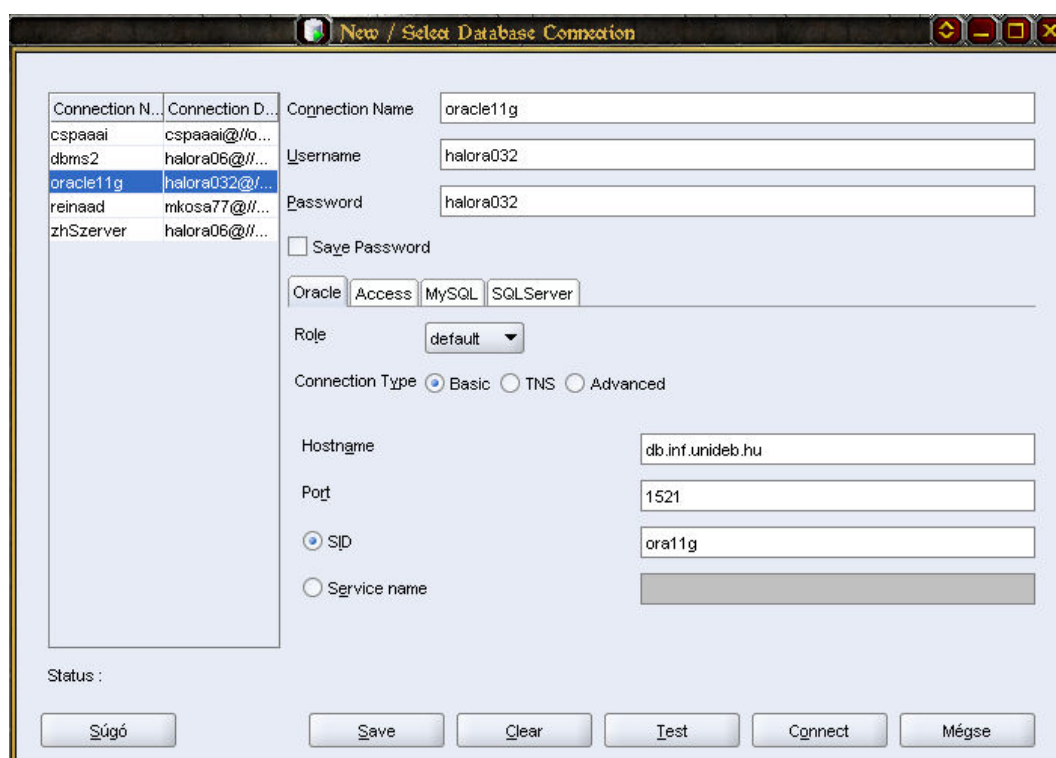 New / Select Database Connection
Connection N... Connection D...
cspaaai cspaaai@//o...
dbms2 halora06@//...
oracle11g halora032@/...
reinaad mkosa77@//...
zhSzerver halora06@//...
Connection Name oracle11g
Username halora032
Password halora032
Save Password
Oracle Access MySQL SQLServer
Role default
Connection Type Basic TNS Advanced
Hostname db.inf.unideb.hu
Port 1521
SID ora11g
Service name
Status :
Súgó Save Clear Test Connect Mégse